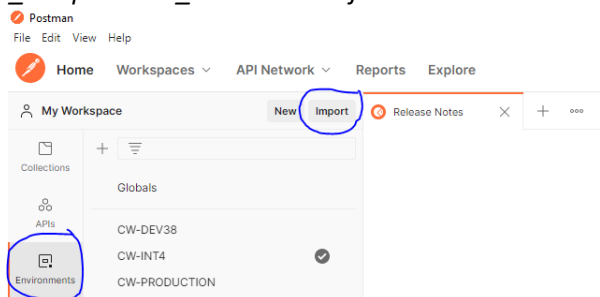 Postman
File Edit View Help
Home Workspaces API Network Reports Explore
My Workspace New Import Release Notes
Collections
Globals
APIs
CW-DEV38
CW-INT4
Environments
CW-PRODUCTION